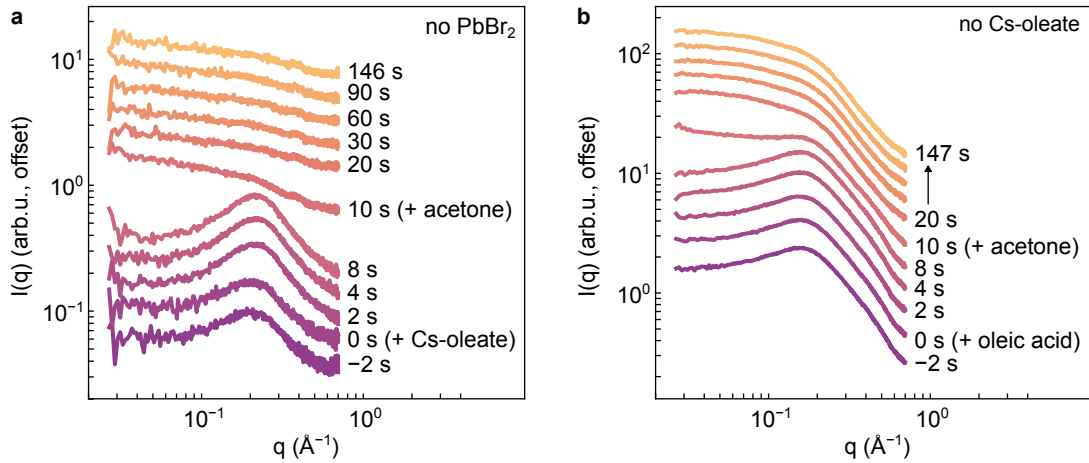 a
no PbBr₂
I(q) (arb.u., offset)
10¹
10⁰
10⁻¹
146 s
90 s
60 s
30 s
20 s
10 s (+ acetone)
8 s
4 s
2 s
0 s (+ Cs-oleate)
−2 s
10⁻¹
10⁰
q (Å⁻¹)
b
no Cs-oleate
I(q) (arb.u., offset)
10²
10¹
10⁰
147 s
20 s
10 s (+ acetone)
8 s
4 s
2 s
0 s (+ oleic acid)
−2 s
10⁻¹
10⁰
q (Å⁻¹)